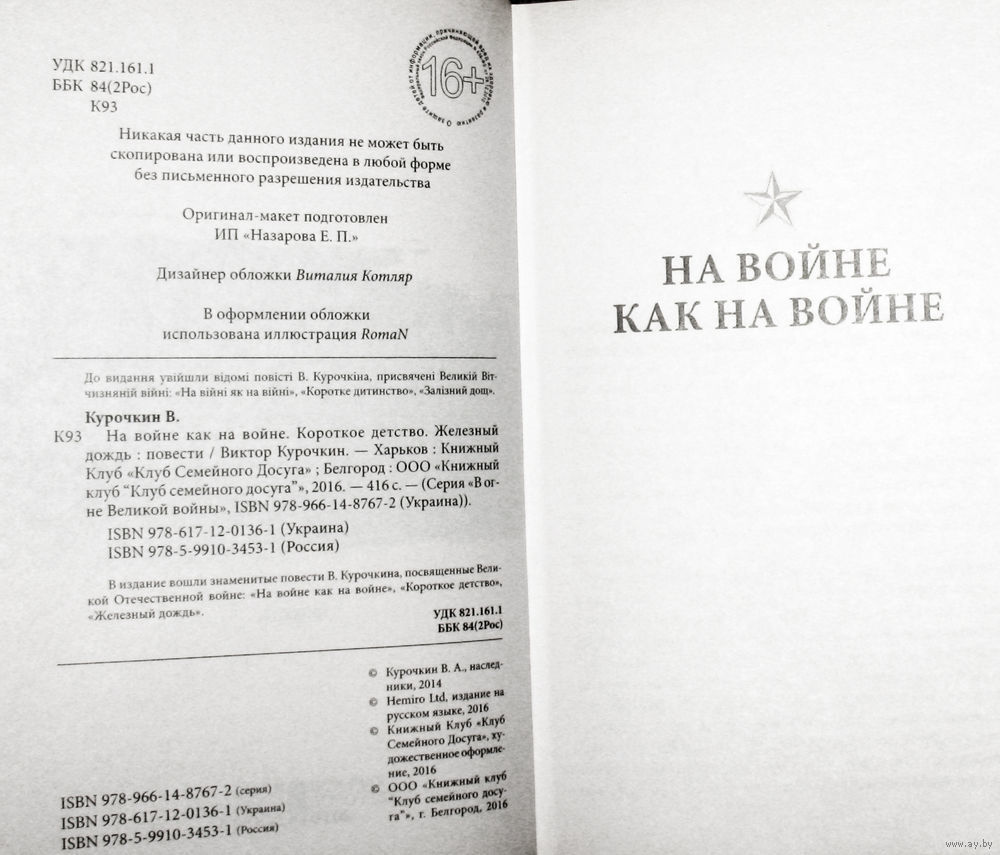 УДК 821.161.1
ББК 84(2Рос)
К93
16+
Никакая часть данного издания не может быть
скопирована или воспроизведена в любой форме
без письменного разрешения издательства
Оригинал-макет подготовлен
ИП «Назарова Е. П.»
Дизайнер обложки Виталия Котляр
В оформлении обложки
использована иллюстрация RomaN
До видання увійшли відомі повісті В. Курочкіна, присвячені Великій Віт-
чизняній війні: «На війні як на війні», «Коротке дитинство», «Залізний дощ».
Курочкин В.
К93 На войне как на войне. Короткое детство. Железный
дождь : повести / Виктор Курочкин. — Харьков : Книжный
Клуб «Клуб Семейного Досуга» ; Белгород : ООО «Книжный
клуб "Клуб семейного досуга"», 2016. — 416 с. — (Серия «В ог-
не Великой войны», ISBN 978-966-14-8767-2 (Украина)).
ISBN 978-617-12-0136-1 (Украина)
ISBN 978-5-9910-3453-1 (Россия)
В издание вошли знаменитые повести В. Курочкина, посвященные Вели-
кой Отечественной войне: «На войне как на войне», «Короткое детство»,
«Железный дождь».
УДК 821.161.1
ББК 84(2Рос)
© Курочкин В. А., наслед-
ники, 2014
© Hemiro Ltd, издание на
русском языке, 2016
© Книжный Клуб «Клуб
Семейного Досуга», ху-
дожественное оформле-
ние, 2016
© ООО «Книжный клуб
"Клуб семейного досу-
га"», г. Белгород, 2016
ISBN 978-966-14-8767-2 (серия)
ISBN 978-617-12-0136-1 (Украина)
ISBN 978-5-9910-3453-1 (Россия)
НА ВОЙНЕ
КАК НА ВОЙНЕ
www.ay.by